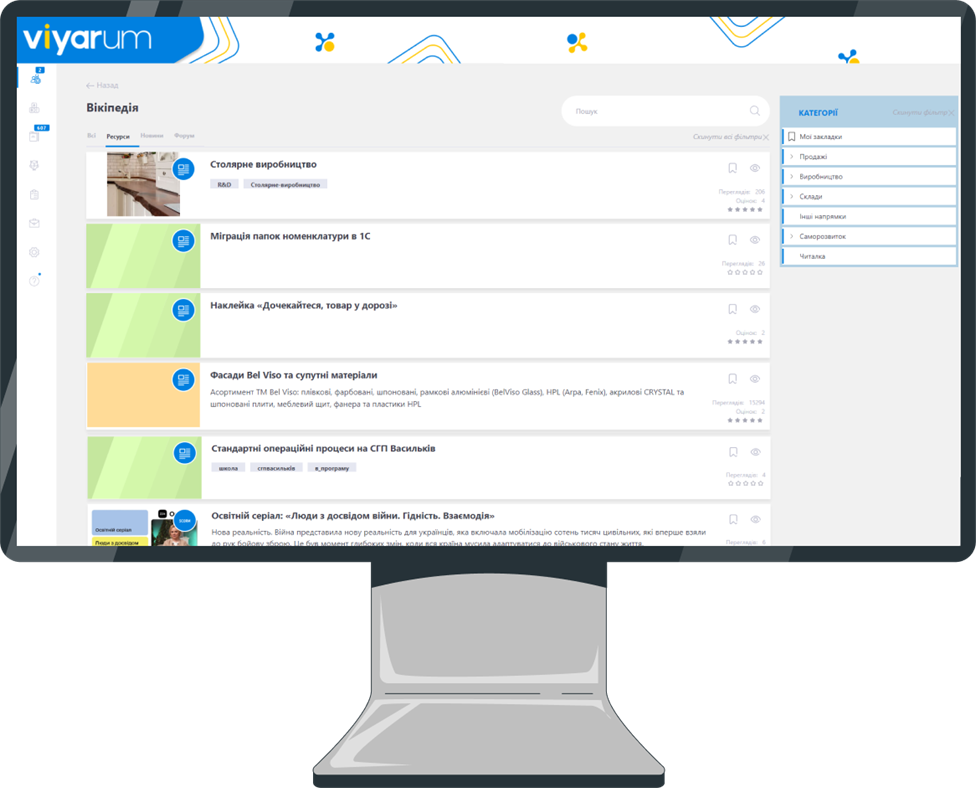 viyarum
2
697
← Назад
Вікіпедія
Пошук
Всі Ресурси Новини Форум
Скинути всі фільтри ×
Столярне виробництво
R&D Столярне-виробництво
Переглядів: 206
Оцінок: 4
Міграція папок номенклатури в 1С
Переглядів: 26
Наклейка «Дочекайтеся, товар у дорозі»
Оцінок: 2
Фасади Bel Viso та супутні матеріали
Асортимент ТМ Bel Viso: плівкові, фарбовані, шпоновані, рамкові алюмінієві (BelViso Glass), HPL (Arpa, Fenix), акрилові CRYSTAL та
шпоновані плити, меблевий щит, фанера та пластики HPL
Переглядів: 15294
Оцінок: 2
Стандартні операційні процеси на СГП Васильків
школа сгпвасильків я_програму
Переглядів: 4
Освітній серіал: «Люди з досвідом війни. Гідність. Взаємодія»
Нова реальність. Війна представила нову реальність для українців, яка включала мобілізацію сотень тисяч цивільних, які вперше взяли
до рук бойову зброю. Це був момент глибоких змін, коли вся країна мусила адаптуватися до військового стану життя.
Освітній серіал
Люди з досвідом
SCORM
Переглядів: 8
КАТЕГОРІЇ
Скинути фільтр ×
Мої закладки
Продажі
Виробництво
Склади
Інші напрямки
Саморозвиток
Читалка